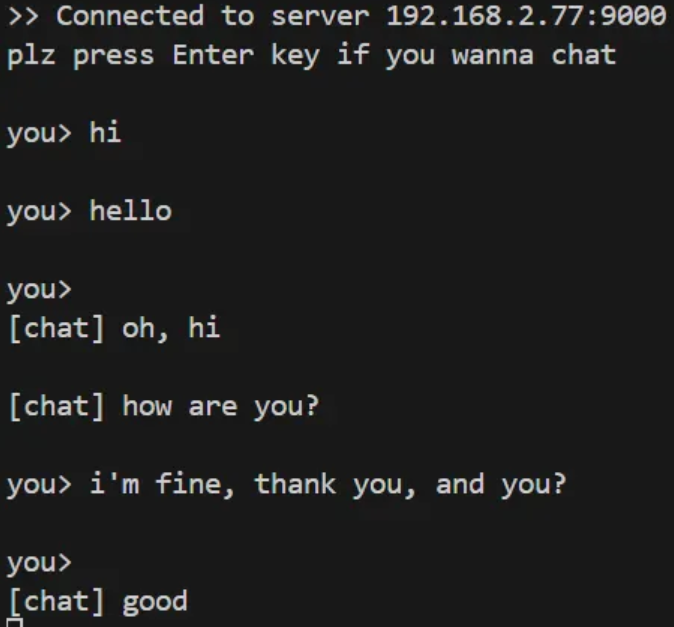 >> Connected to server 192.168.2.77:9000
plz press Enter key if you wanna chat
you> hi
you> hello
you>
[chat] oh, hi
[chat] how are you?
you> i'm fine, thank you, and you?
you>
[chat] good